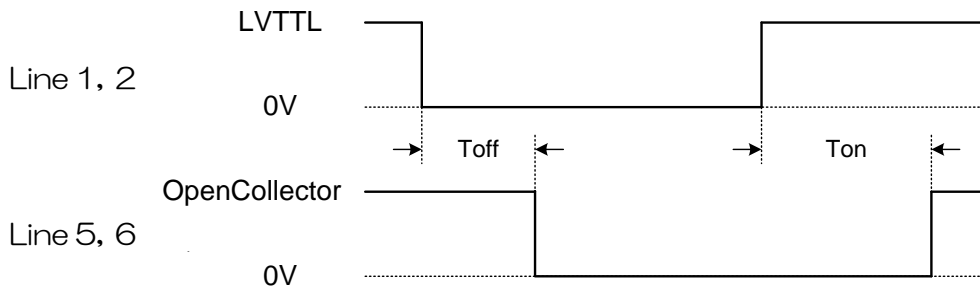 LVTTL
Line 1, 2
0V
Toff
Ton
OpenCollector
Line 5, 6
0V